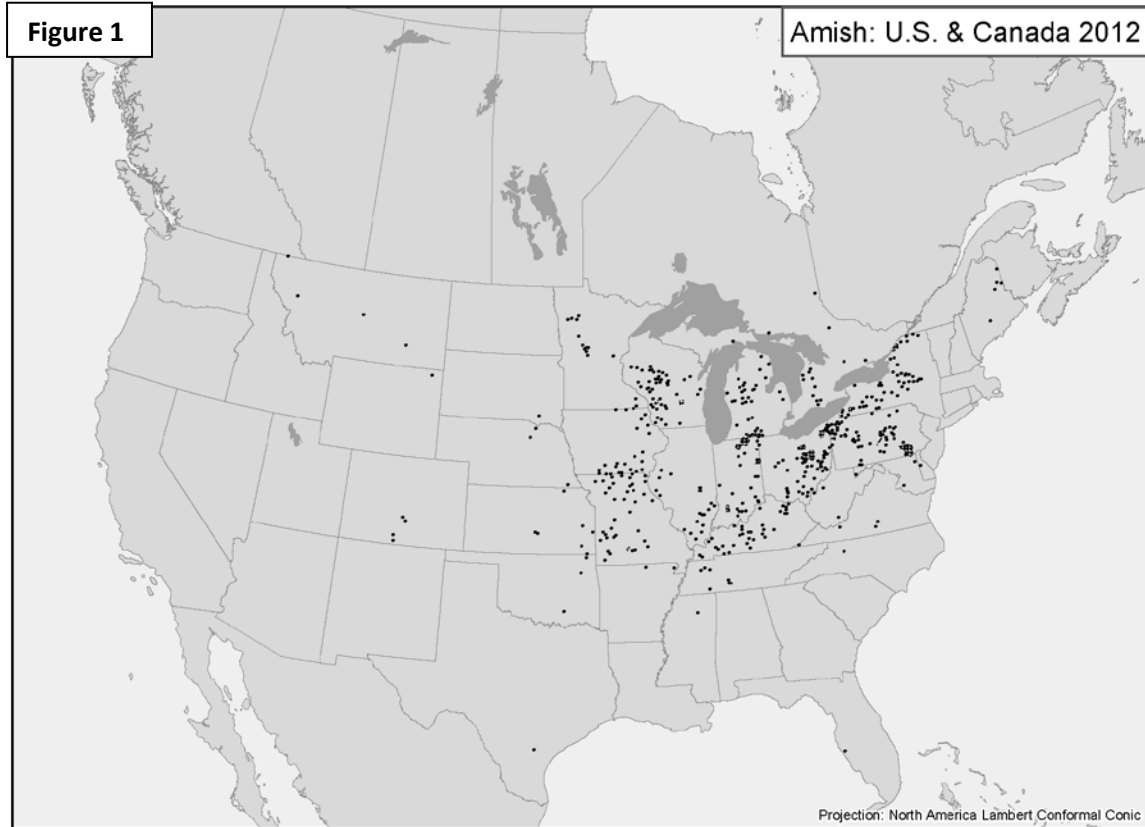 Figure 1
Amish: U.S. & Canada 2012
Projection: North America Lambert Conformal Conic